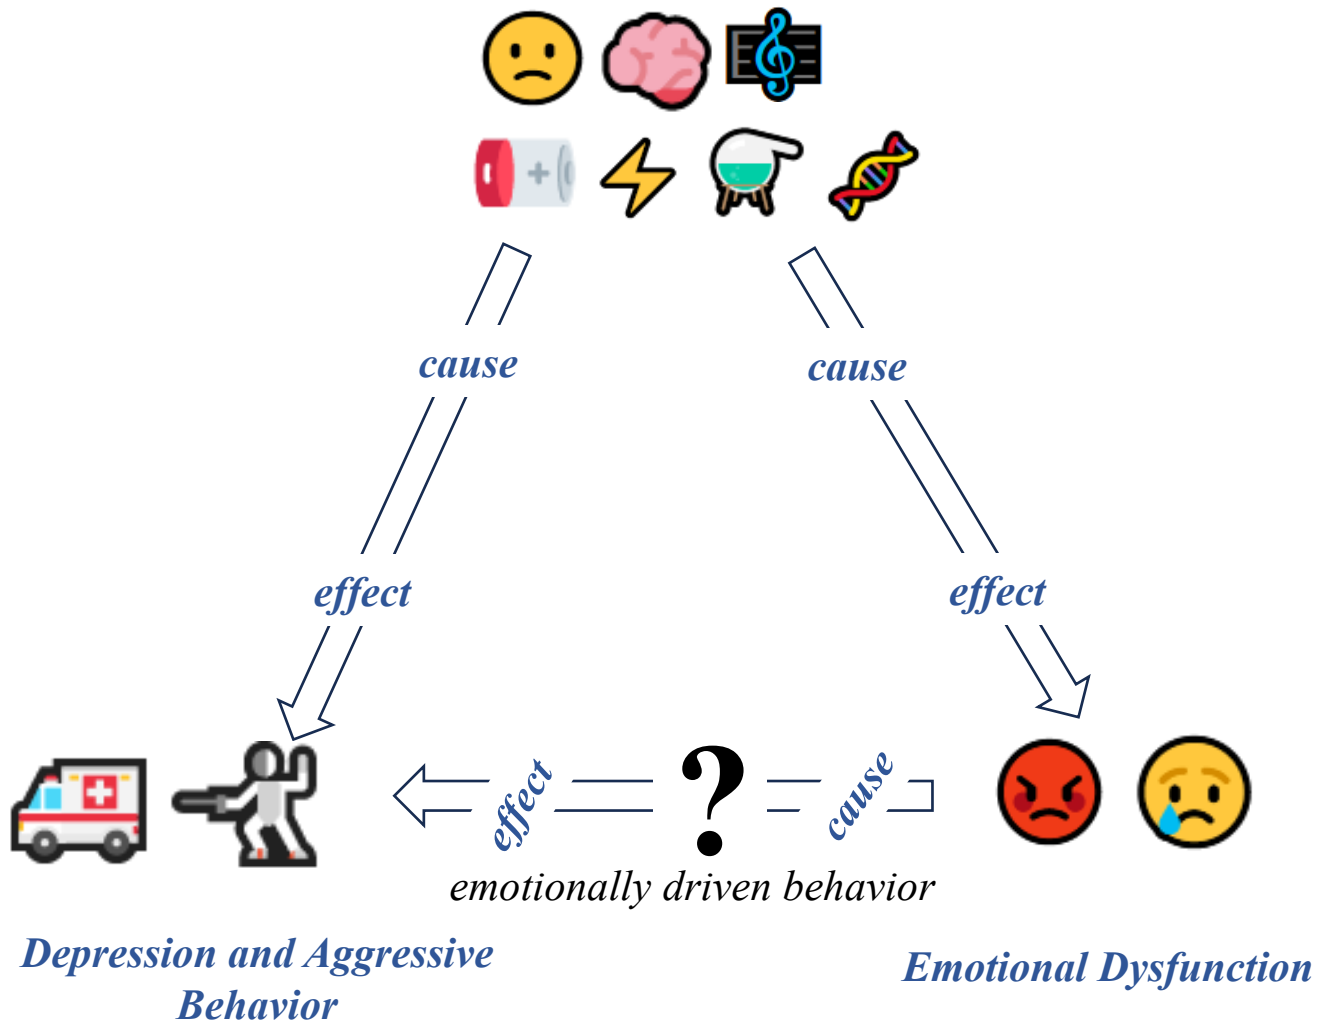 cause
cause
effect
effect
effect
?
cause
emotionally driven behavior
Depression and Aggressive
Behavior
Emotional Dysfunction